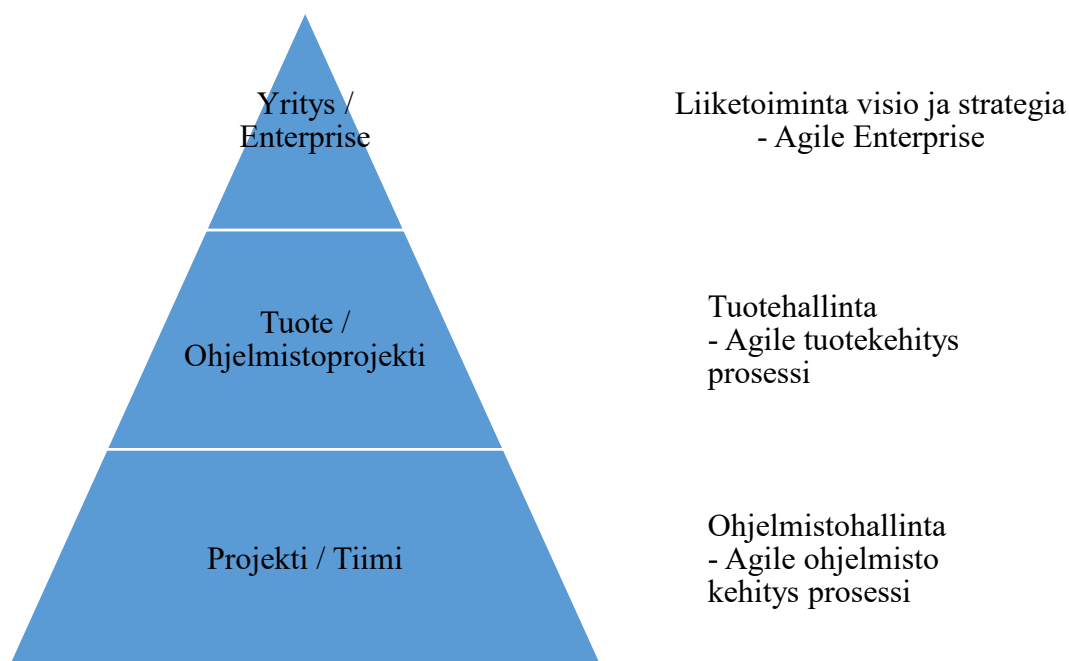 Yritys /
Enterprise
Liiketoiminta visio ja strategia
- Agile Enterprise
Tuote /
Ohjelmistoprojekti
Tuotehallinta
- Agile tuotekehitys
prosessi
Projekti / Tiimi
Ohjelmistohallinta
- Agile ohjelmisto
kehitys prosessi